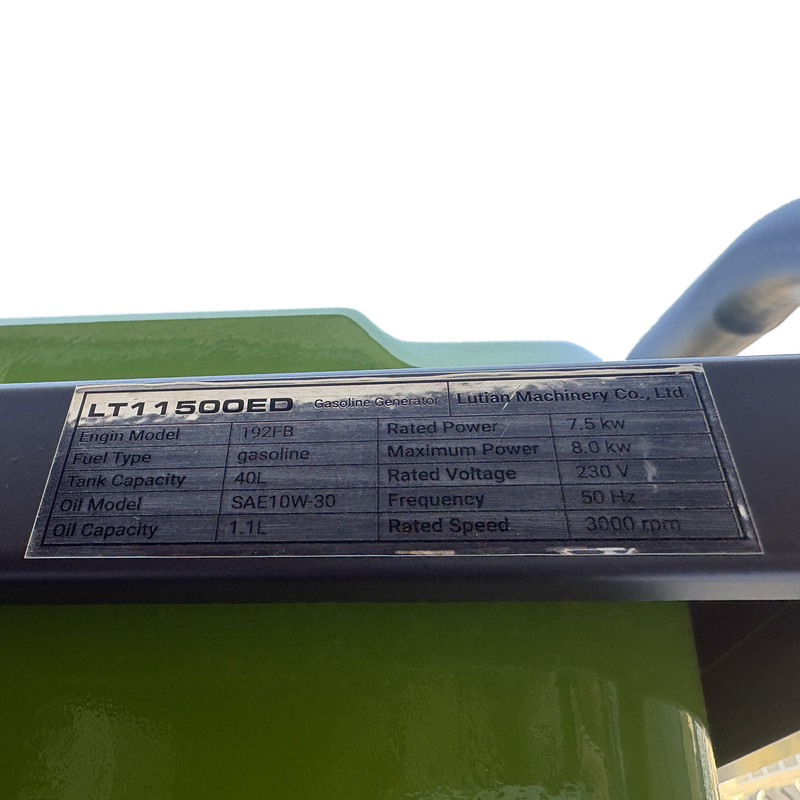 LT11500ED Gasoline Generator Lutian Machinery Co., Ltd
Engin Model 192FB Rated Power 7.5 kw
Fuel Type gasoline Maximum Power 8.0 kw
Tank Capacity 40L Rated Voltage 230 V
Oil Model SAE10W-30 Frequency 50 Hz
Oil Capacity 1.1L Rated Speed 3000 rpm